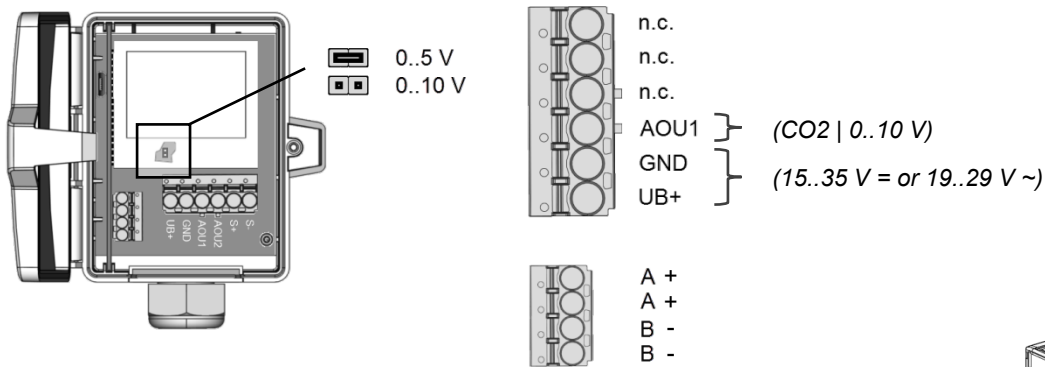 0..5 V
0..10 V
UB+
GND
AOU1
AOU2
S+
S-
n.c.
n.c.
n.c.
AOU1
(CO2 | 0..10 V)
GND
UB+
(15..35 V = or 19..29 V ~)
A +
A +
B -
B -